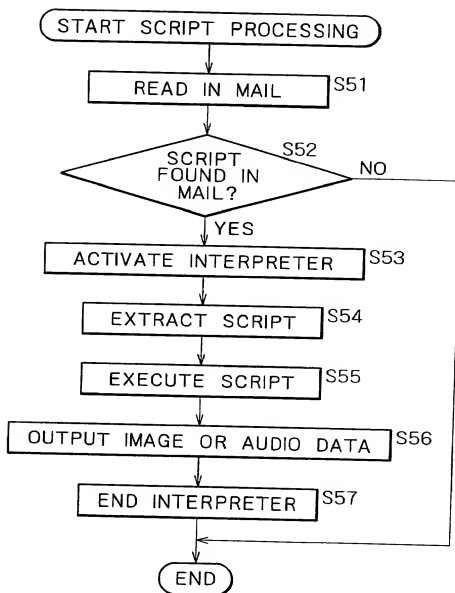 START SCRIPT PROCESSING
READ IN MAIL
S51
SCRIPT
FOUND IN
MAIL?
S52
NO
YES
ACTIVATE INTERPRETER
S53
EXTRACT SCRIPT
S54
EXECUTE SCRIPT
S55
OUTPUT IMAGE OR AUDIO DATA
S56
END INTERPRETER
S57
END